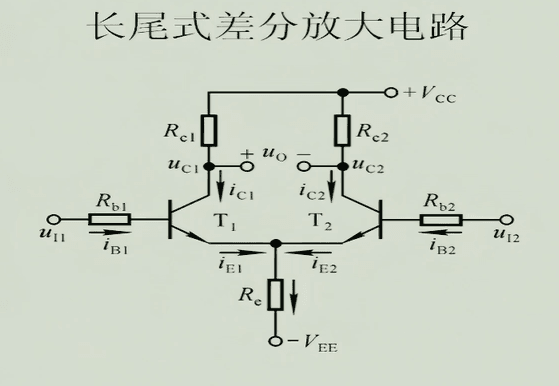 长尾式差分放大电路
+V_CC
R_c1
R_c2
u_C1
+ u_O −
u_C2
i_C1
i_C2
R_b1
T_1
T_2
R_b2
u_I1
i_B1
i_B2
u_I2
i_E1
i_E2
R_e
−V_EE